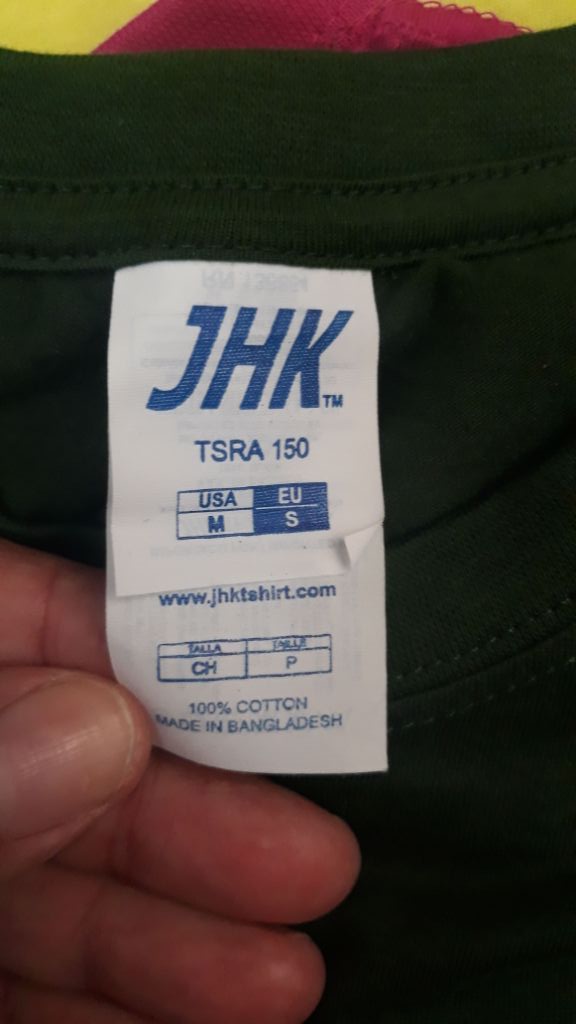 JHK™
TSRA 150
USA EU
M S
www.jhktshirt.com
TALLA TAILLE
CH P
100% COTTON
MADE IN BANGLADESH